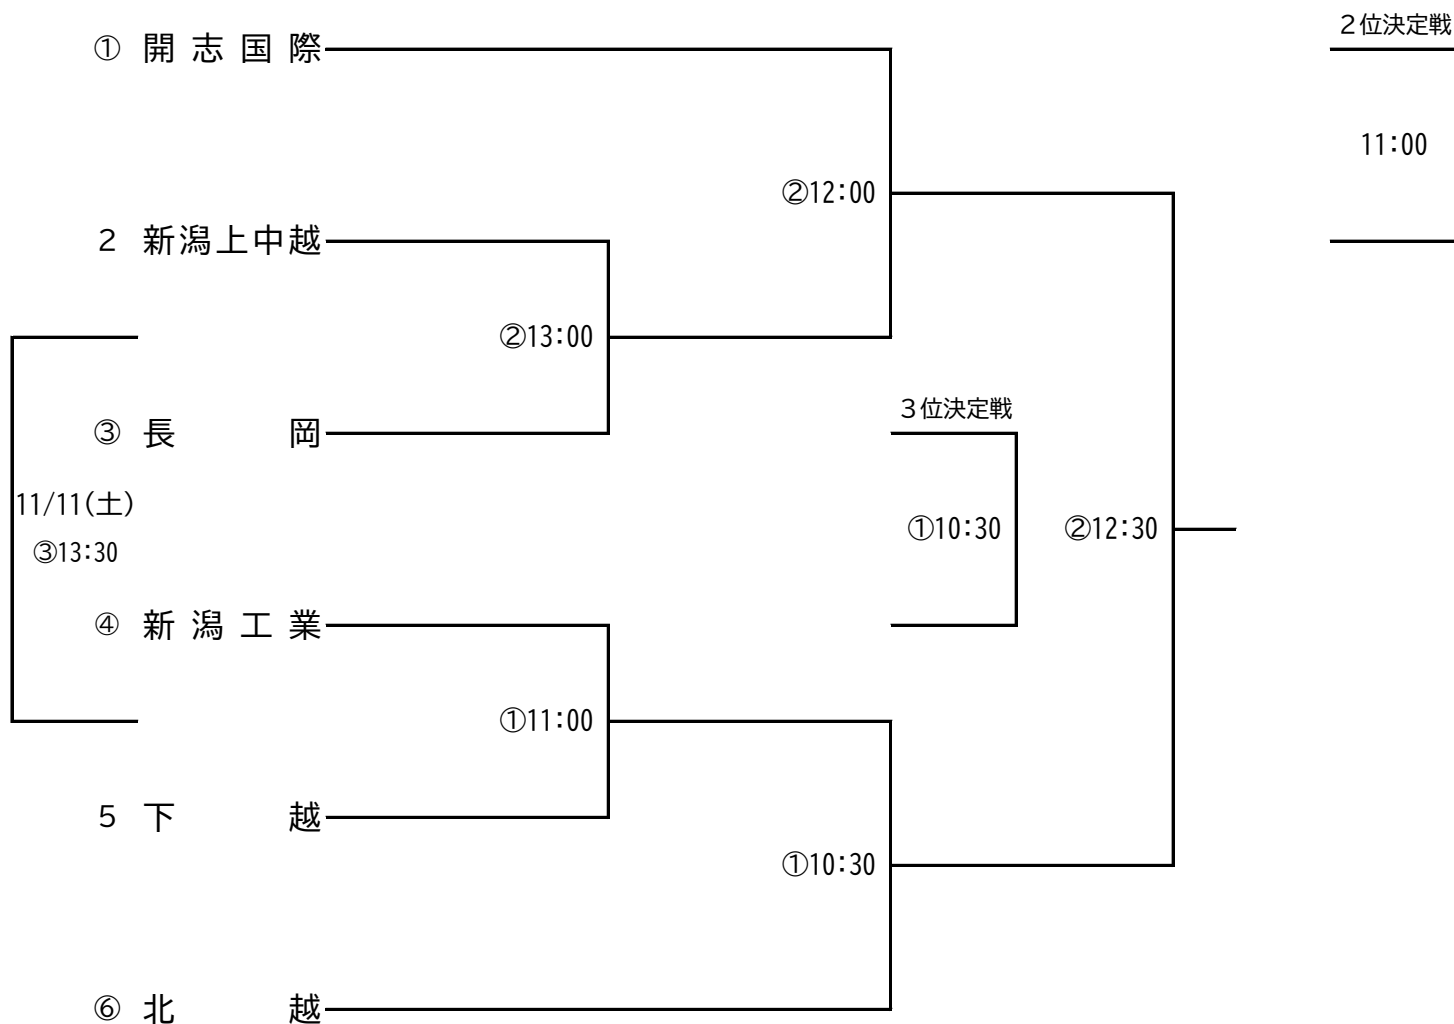 2位決定戦
① 開志国際
11:00
②12:00
2 新潟上中越
②13:00
3位決定戦
③ 長岡
11/11(土)
①10:30
②12:30
③13:30
④ 新潟工業
①11:00
5 下越
①10:30
⑥ 北越